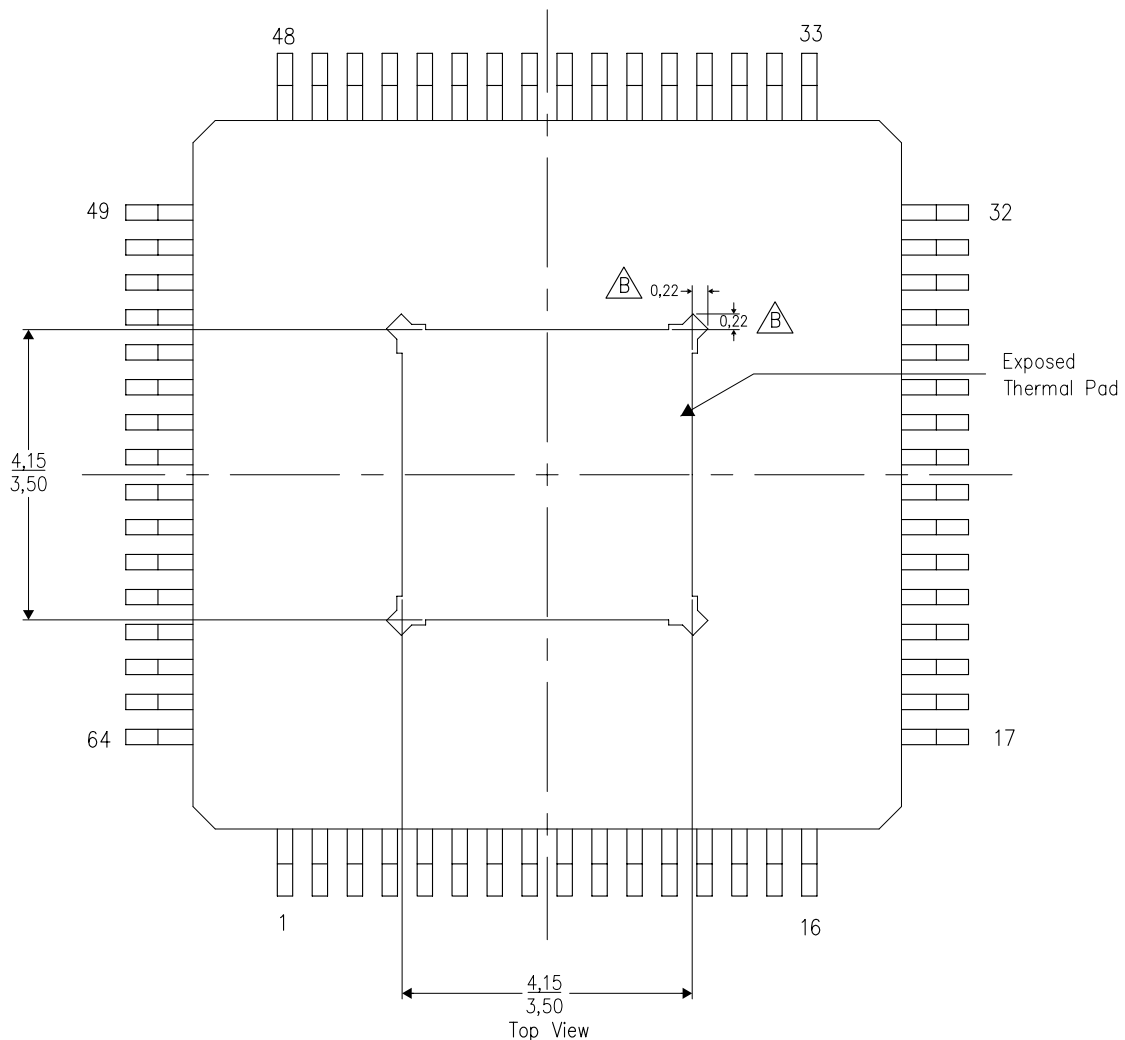 48
33
49
32
B
0,22
0,22
B
Exposed
Thermal Pad
4,15
3,50
64
17
1
16
4,15
3,50
Top View